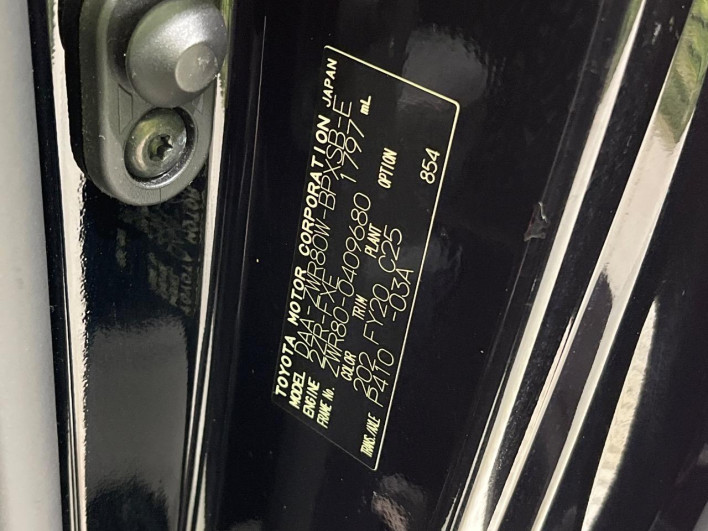 TOYOTA MOTOR CORPORATION JAPAN
MODEL DAA-ZWR80W-BPXSB-E
ENGINE 2ZR-FXE 1797 mL
FRAME No. ZWR80-0409680
COLOR TRIM PLANT OPTION
202 FY20 C25 854
TRANS./AXLE P410 -03A